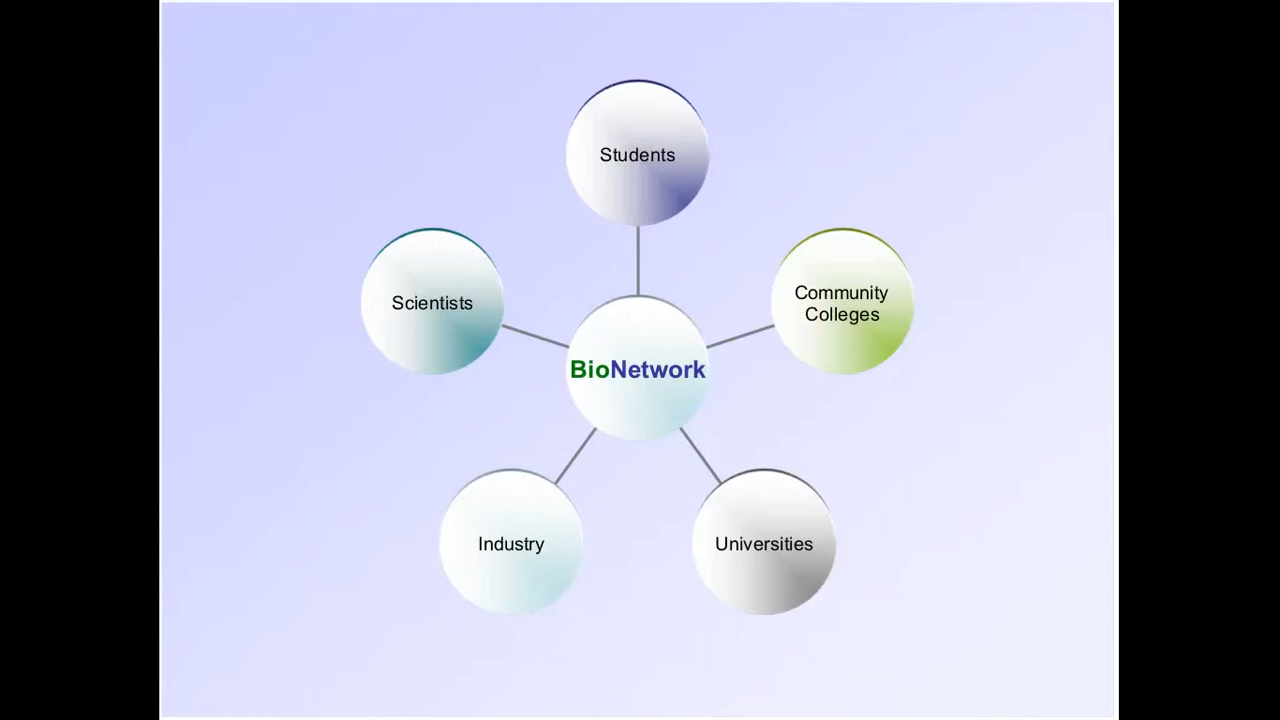 Students
Scientists
Community
Colleges
BioNetwork
Industry
Universities